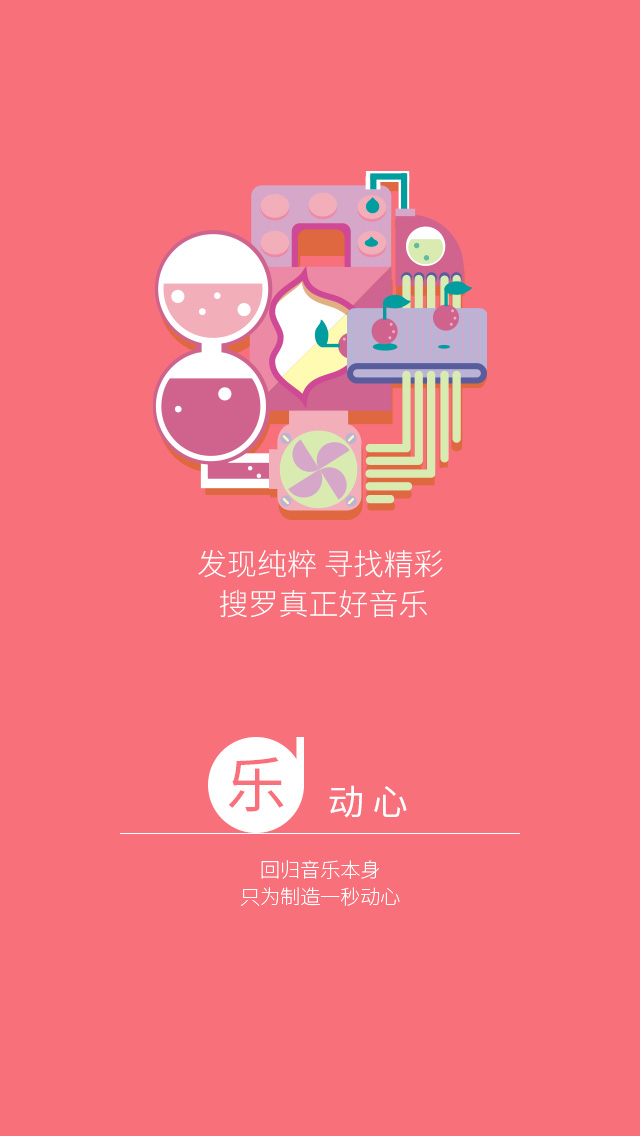 发现纯粹 寻找精彩
搜罗真正好音乐
乐 动心
回归音乐本身
只为制造一秒动心